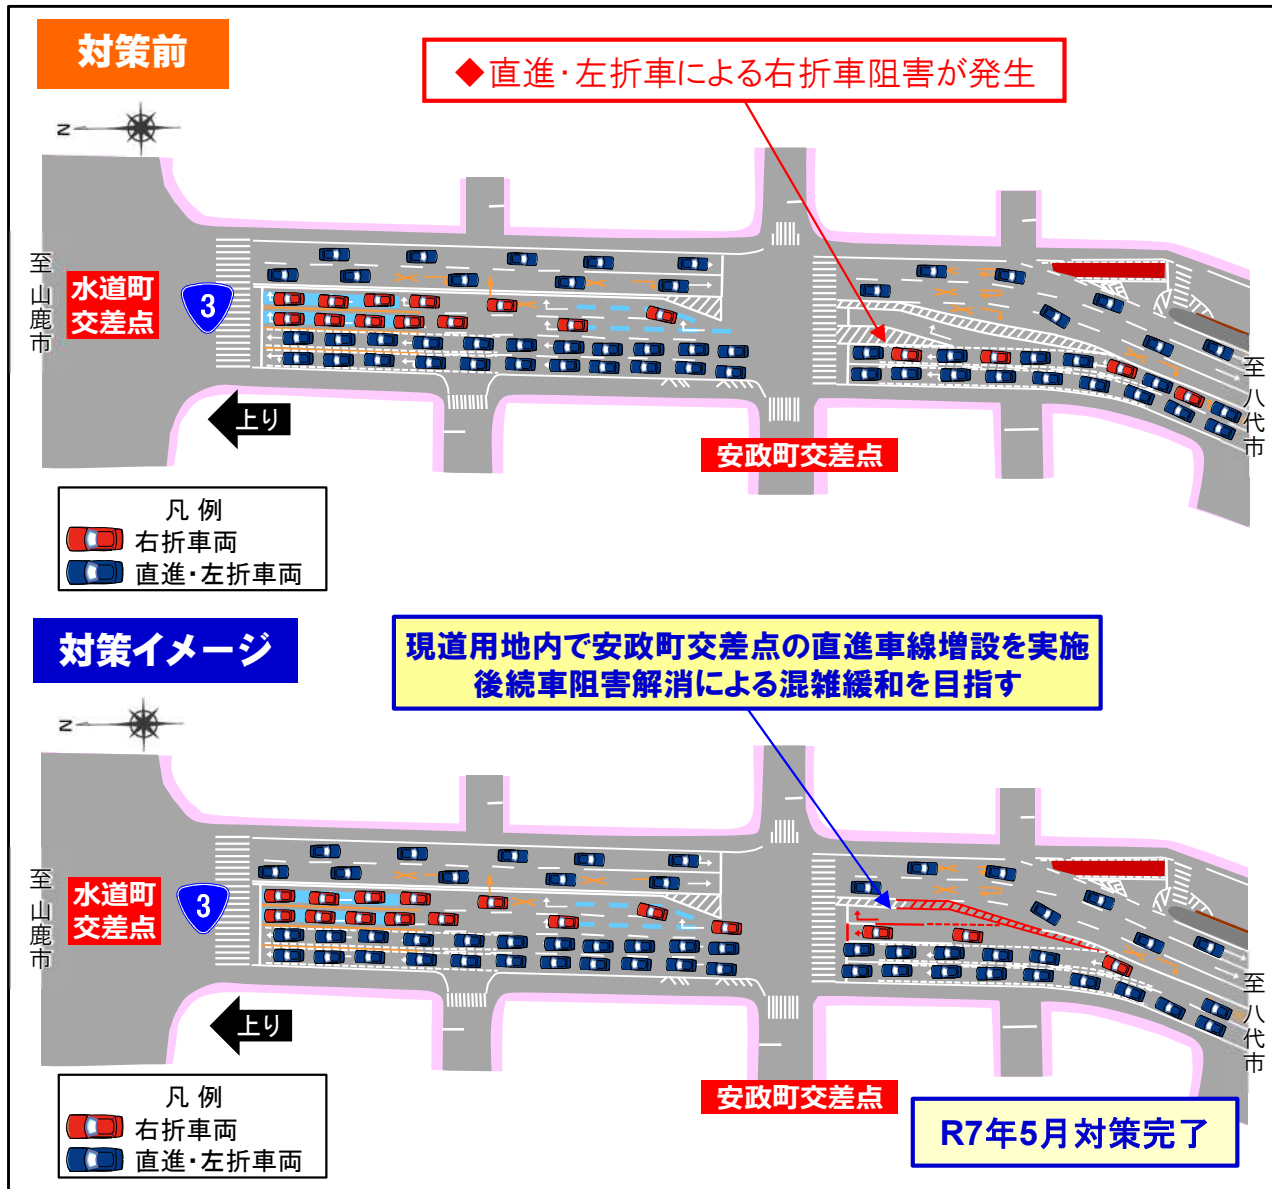 対策前
◆直進・左折車による右折車阻害が発生
N
至 山鹿市
水道町
交差点
3
上り
安政町交差点
至 八代市
凡 例
右折車両
直進・左折車両
対策イメージ
現道用地内で安政町交差点の直進車線増設を実施
後続車阻害解消による混雑緩和を目指す
N
至 山鹿市
水道町
交差点
3
上り
安政町交差点
至 八代市
凡 例
右折車両
直進・左折車両
R7年5月対策完了